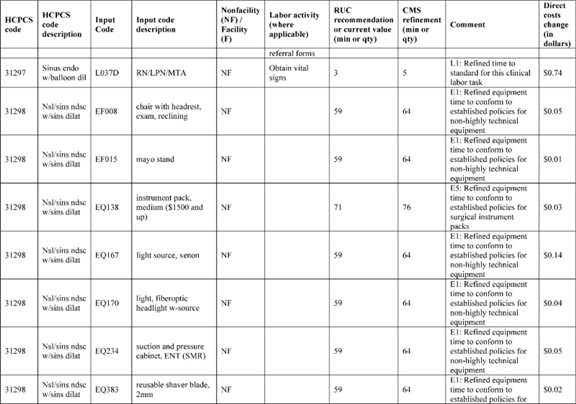 HCPCS code
HCPCS code description
Input Code
Input code description
Nonfacility (NF) / Facility (F)
Labor activity (where applicable)
RUC recommendation or current value (min or qty)
CMS refinement (min or qty)
Comment
Direct costs change (in dollars)
referral forms
31297 Sinus endo w/balloon dil L037D RN/LPN/MTA NF Obtain vital signs 3 5 L1: Refined time to standard for this clinical labor task $0.74
31298 Nsl/sins ndsc w/sins dilat EF008 chair with headrest, exam, reclining NF 59 64 E1: Refined equipment time to conform to established policies for non-highly technical equipment $0.05
31298 Nsl/sins ndsc w/sins dilat EF015 mayo stand NF 59 64 E1: Refined equipment time to conform to established policies for non-highly technical equipment $0.01
31298 Nsl/sins ndsc w/sins dilat EQ138 instrument pack, medium ($1500 and up) NF 71 76 E5: Refined equipment time to conform to established policies for surgical instrument packs $0.03
31298 Nsl/sins ndsc w/sins dilat EQ167 light source, xenon NF 59 64 E1: Refined equipment time to conform to established policies for non-highly technical equipment $0.14
31298 Nsl/sins ndsc w/sins dilat EQ170 light, fiberoptic headlight w-source NF 59 64 E1: Refined equipment time to conform to established policies for non-highly technical equipment $0.04
31298 Nsl/sins ndsc w/sins dilat EQ234 suction and pressure cabinet, ENT (SMR) NF 59 64 E1: Refined equipment time to conform to established policies for non-highly technical equipment $0.05
31298 Nsl/sins ndsc w/sins dilat EQ383 reusable shaver blade, 2mm NF 59 64 E1: Refined equipment time to conform to established policies for $0.02